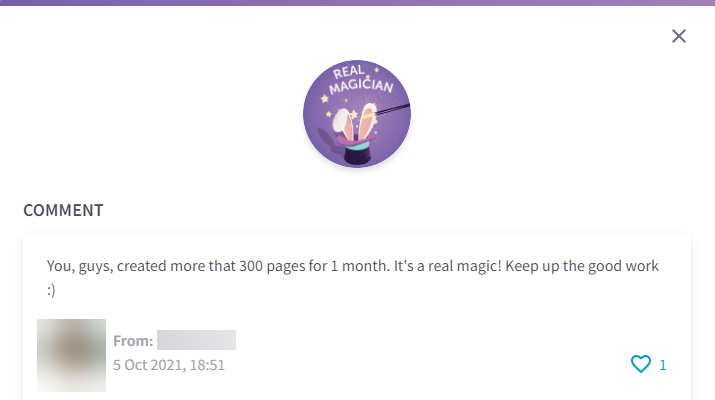 REAL
MAGICIAN
COMMENT
You, guys, created more that 300 pages for 1 month. It's a real magic! Keep up the good work
:)
From:
5 Oct 2021, 18:51
1